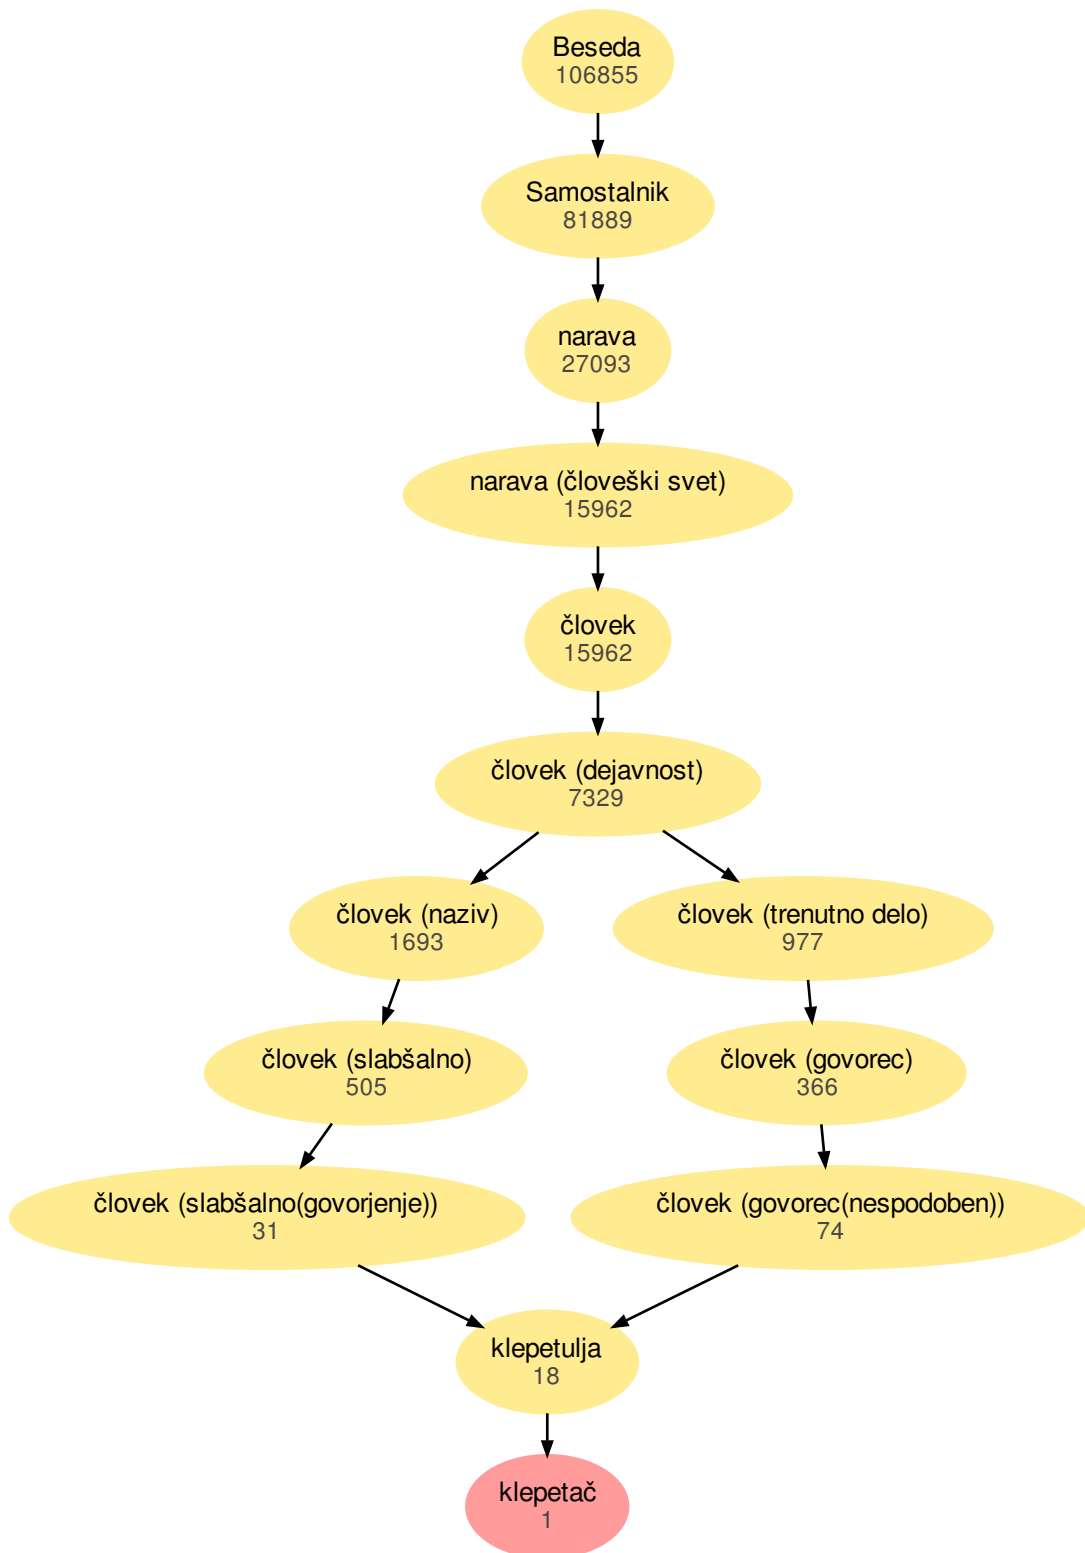 Beseda
106855
Samostalnik
81889
narava
27093
narava (človeški svet)
15962
človek
15962
človek (dejavnost)
7329
človek (naziv)
1693
človek (trenutno delo)
977
človek (slabšalno)
505
človek (govorec)
366
človek (slabšalno(govorjenje))
31
človek (govorec(nespodoben))
74
klepetulja
18
klepetač
1